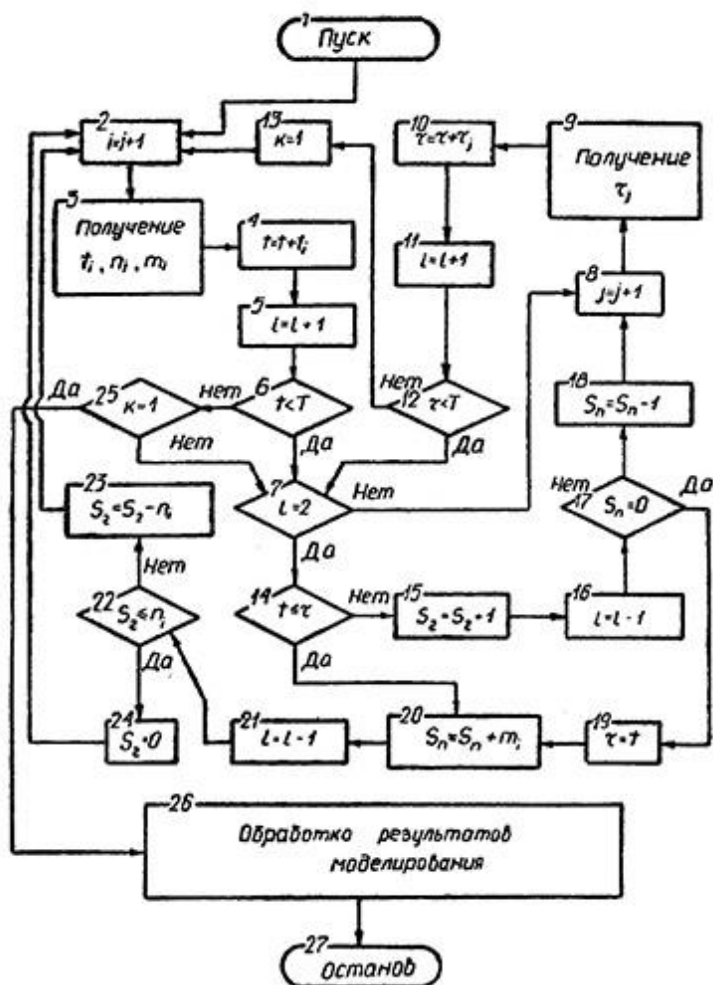 1
Пуск
2
i=j+1
3
Получение
ti, ni, mi
4
t=t+ti
5
l=l+1
6
t<T
Нет
Да
25
к=1
Да
Нет
7
l=2
Нет
Да
13
к=1
10
τ=τ+τj
9
Получение
τj
11
l=l+1
8
j=j+1
12
τ<T
Нет
Да
18
Sn=Sn-1
17
Sn=0
Нет
Да
23
Sz=Sz-ni
Нет
22
Sz≤ni
Да
14
t≤τ
Нет
Да
15
Sz=Sz+1
16
l=l-1
24
Sz=0
21
l=l-1
20
Sn=Sn+mi
19
τ=t
26
Обработка результатов
моделирования
27
Останов